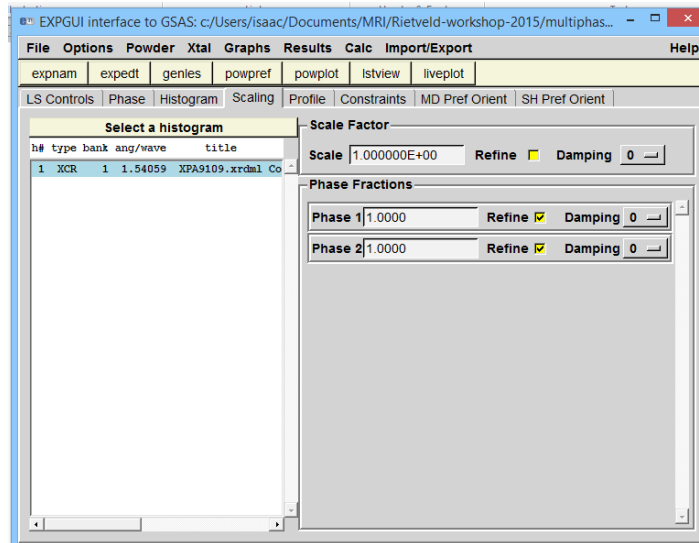 EXPGUI interface to GSAS: c:/Users/isaac/Documents/MRI/Rietveld-workshop-2015/multiphas...
File Options Powder Xtal Graphs Results Calc Import/Export Help
expnam expedt genles powpref powplot lstview liveplot
LS Controls Phase Histogram Scaling Profile Constraints MD Pref Orient SH Pref Orient
Select a histogram
h# type bank ang/wave title
1 XCR 1 1.54059 XPA9109.xrdml Co
Scale Factor
Scale 1.000000E+00 Refine Damping 0
Phase Fractions
Phase 1 1.0000 Refine Damping 0
Phase 2 1.0000 Refine Damping 0